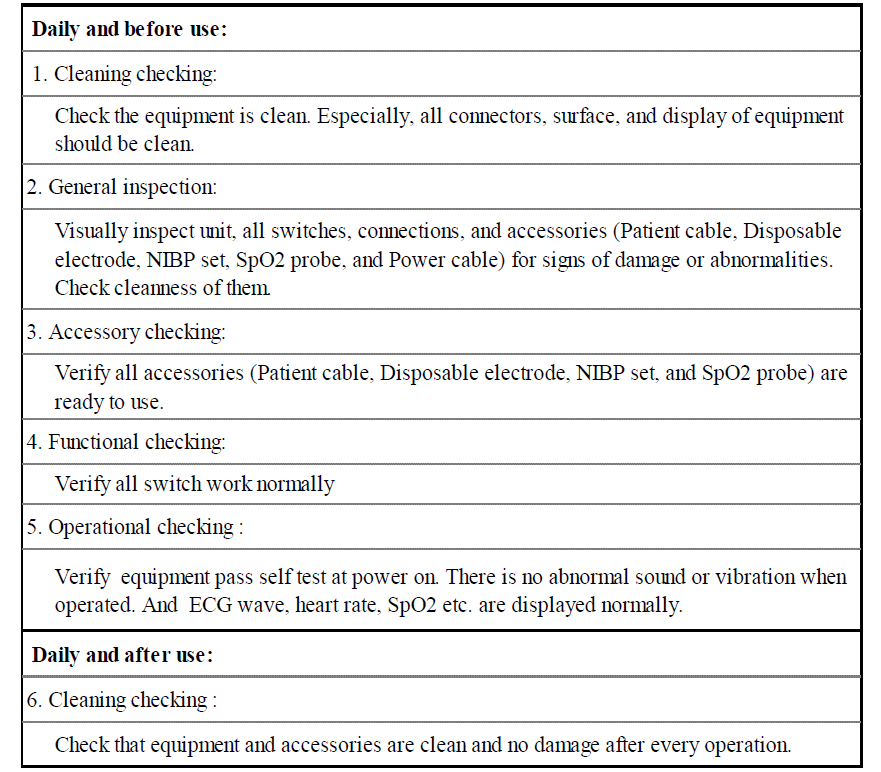 Daily and before use:
1. Cleaning checking:
Check the equipment is clean. Especially, all connectors, surface, and display of equipment
should be clean.
2. General inspection:
Visually inspect unit, all switches, connections, and accessories (Patient cable, Disposable
electrode, NIBP set, SpO2 probe, and Power cable) for signs of damage or abnormalities.
Check cleanness of them.
3. Accessory checking:
Verify all accessories (Patient cable, Disposable electrode, NIBP set, and SpO2 probe) are
ready to use.
4. Functional checking:
Verify all switch work normally
5. Operational checking :
Verify equipment pass self test at power on. There is no abnormal sound or vibration when
operated. And ECG wave, heart rate, SpO2 etc. are displayed normally.
Daily and after use:
6. Cleaning checking :
Check that equipment and accessories are clean and no damage after every operation.